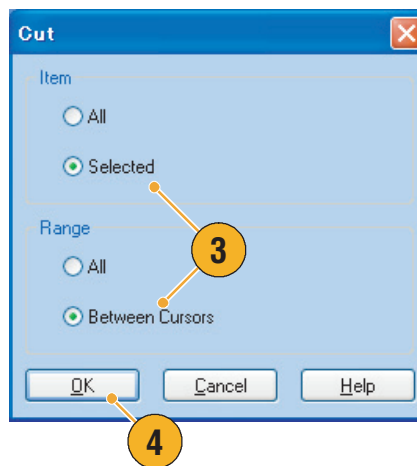 Cut
Item
All
Selected
3
Range
All
Between Cursors
OK Cancel Help
4